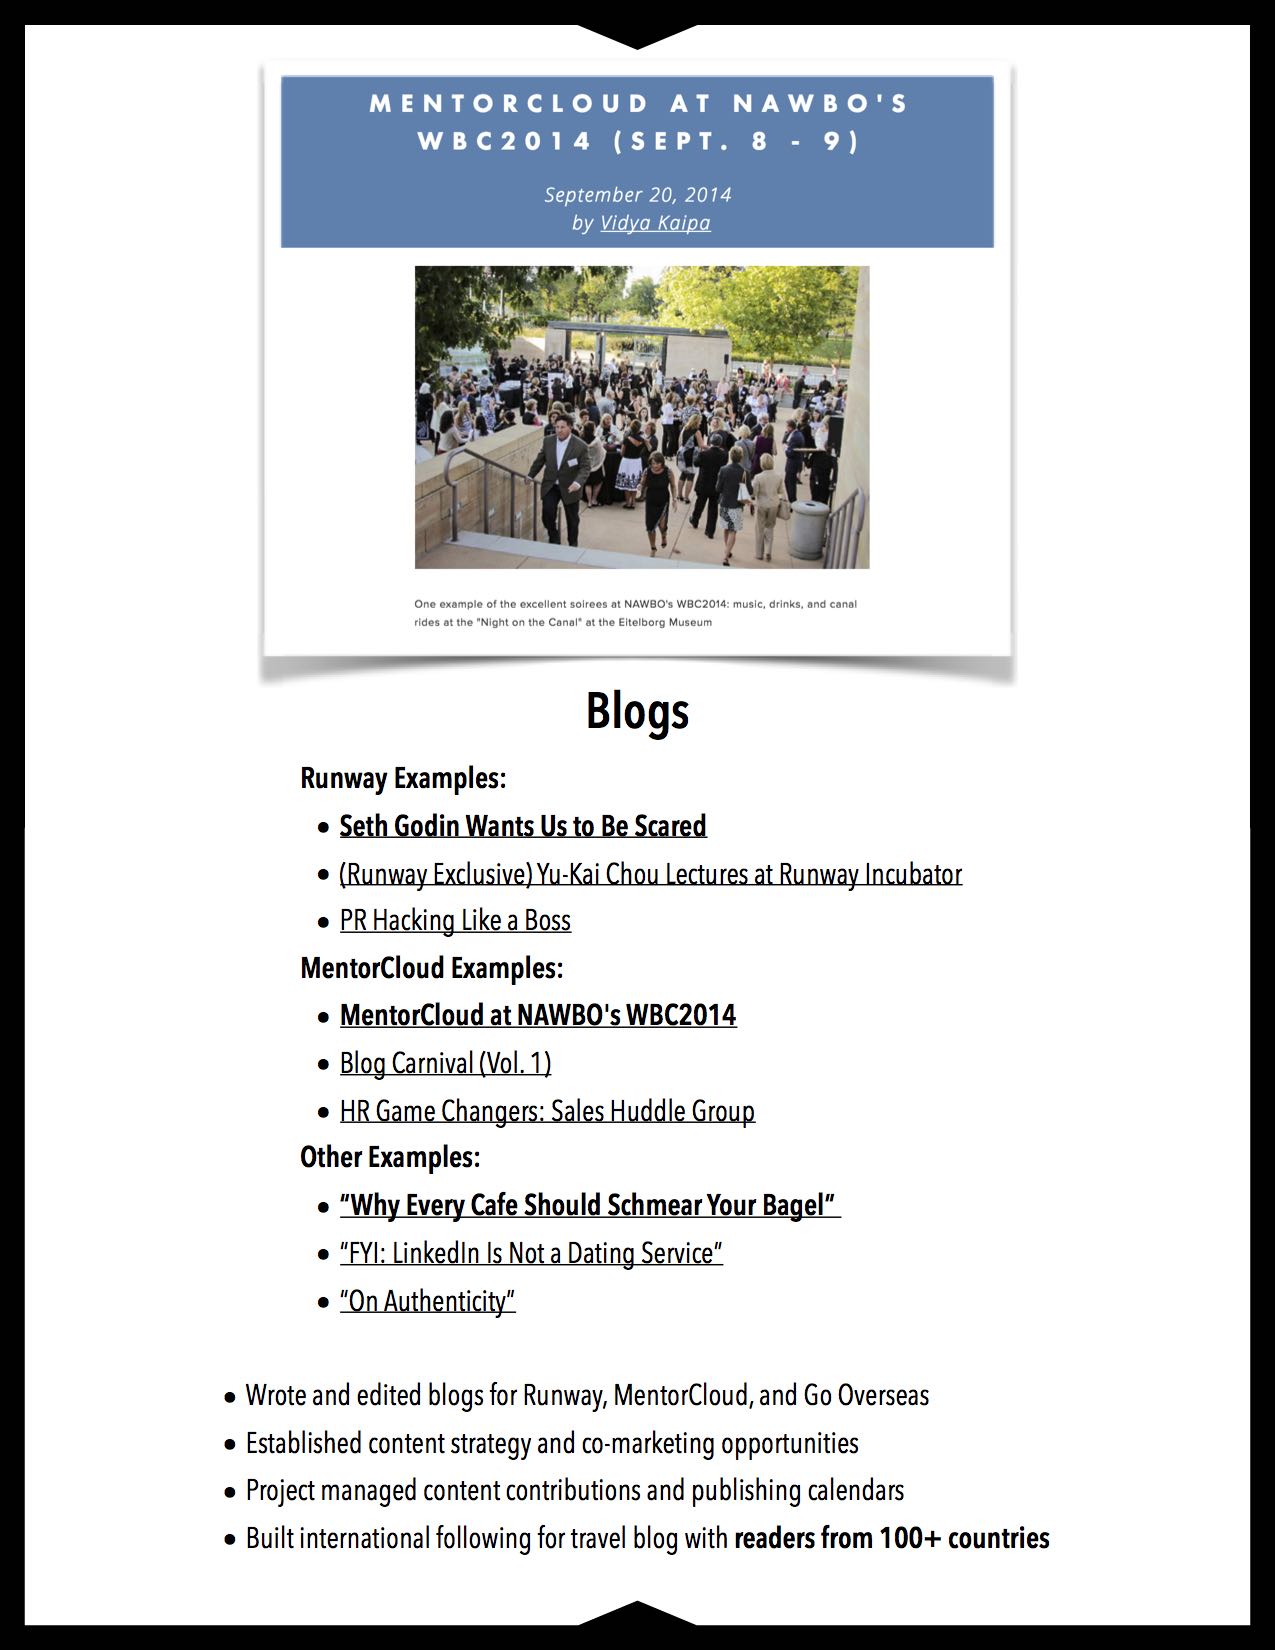 MENTORCLOUD AT NAWBO'S
WBC2014 (SEPT. 8 - 9)
September 20, 2014
by Vidya Kaipa
One example of the excellent soirees at NAWBO's WBC2014: music, drinks, and canal
rides at the "Night on the Canal" at the Eitelborg Museum
Blogs
Runway Examples:
• Seth Godin Wants Us to Be Scared
• (Runway Exclusive) Yu-Kai Chou Lectures at Runway Incubator
• PR Hacking Like a Boss
MentorCloud Examples:
• MentorCloud at NAWBO's WBC2014
• Blog Carnival (Vol. 1)
• HR Game Changers: Sales Huddle Group
Other Examples:
• “Why Every Cafe Should Schmear Your Bagel”
• “FYI: LinkedIn Is Not a Dating Service”
• “On Authenticity”
• Wrote and edited blogs for Runway, MentorCloud, and Go Overseas
• Established content strategy and co-marketing opportunities
• Project managed content contributions and publishing calendars
• Built international following for travel blog with readers from 100+ countries